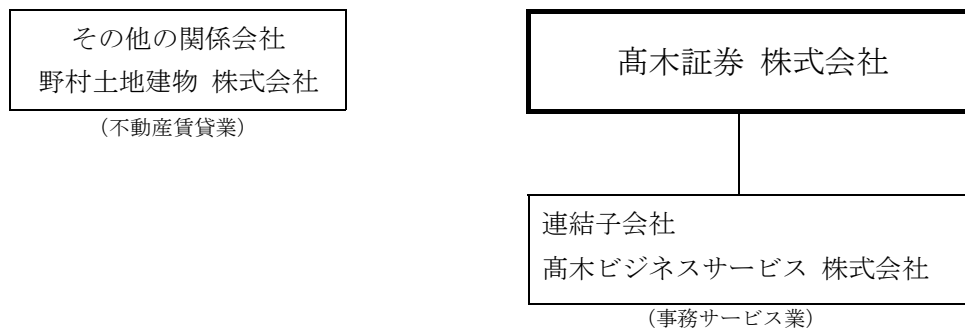 その他の関係会社
野村土地建物 株式会社
(不動産賃貸業)
髙木証券 株式会社
連結子会社
髙木ビジネスサービス 株式会社
(事務サービス業)